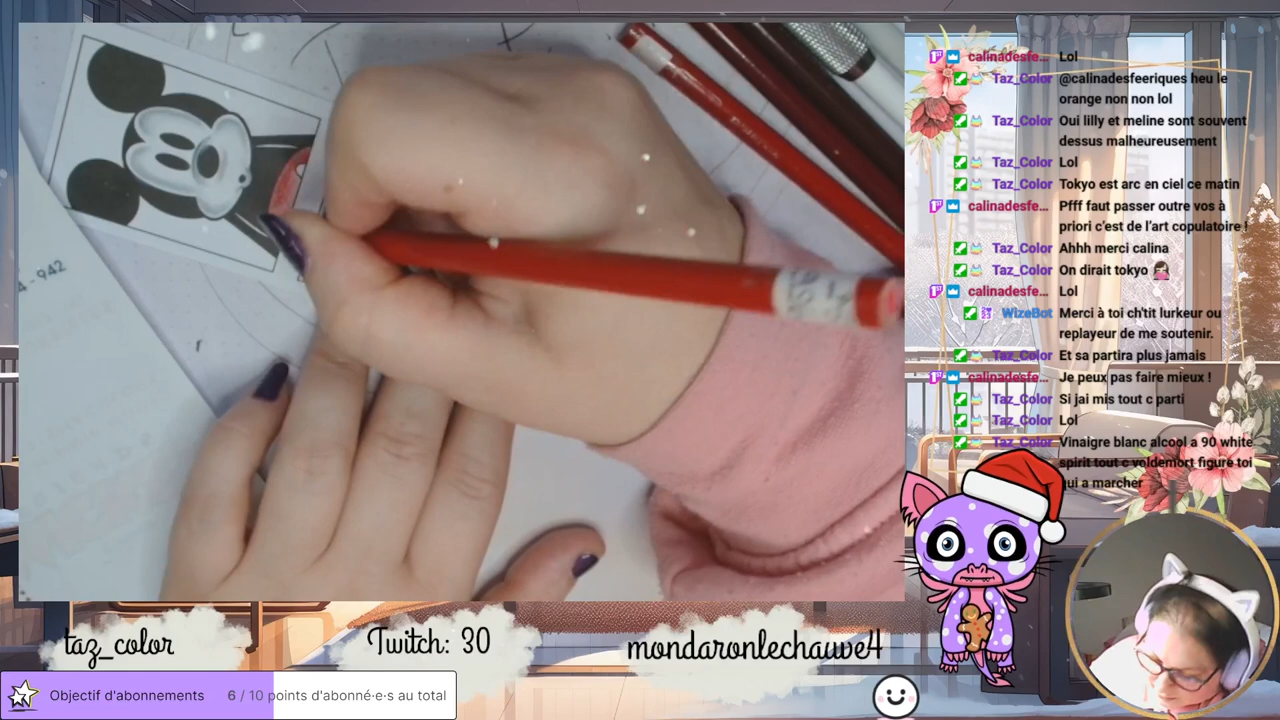 calinadesfe... Lol
Taz_Color @calinadesfeeriques heu le
orange non non lol
Taz_Color Oui lilly et meline sont souvent
dessus malheureusement
Taz_Color Lol
Taz_Color Tokyo est arc en ciel ce matin
calinadesfe... Pfff faut passer outre vos à
priori c'est de l'art copulatoire !
Taz_Color Ahhh merci calina
Taz_Color On dirait tokyo
calinadesfe... Lol
WizeBot Merci à toi ch'tit lurkeur ou
replayeur de me soutenir.
Taz_Color Et sa partira plus jamais
calinadesfe... Je peux pas faire mieux !
Taz_Color Si jai mis tout c parti
Taz_Color Lol
Taz_Color Vinaigre blanc alcool a 90 white
spirit tout c voldemort figure toi
qui a marcher
taz_color
Twitch: 30
mondaronlechauve4
Objectif d'abonnements 6 / 10 points d'abonné·e·s au total